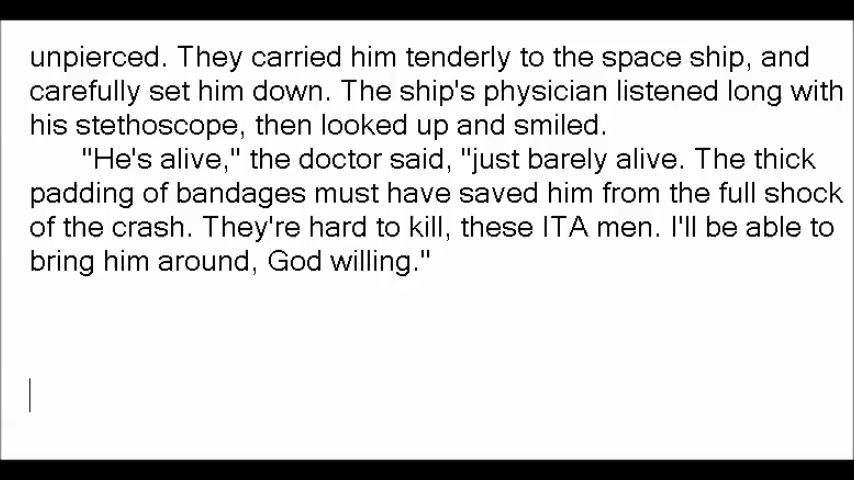 unpierced. They carried him tenderly to the space ship, and
carefully set him down. The ship's physician listened long with
his stethoscope, then looked up and smiled.
"He's alive," the doctor said, "just barely alive. The thick
padding of bandages must have saved him from the full shock
of the crash. They're hard to kill, these ITA men. I'll be able to
bring him around, God willing."